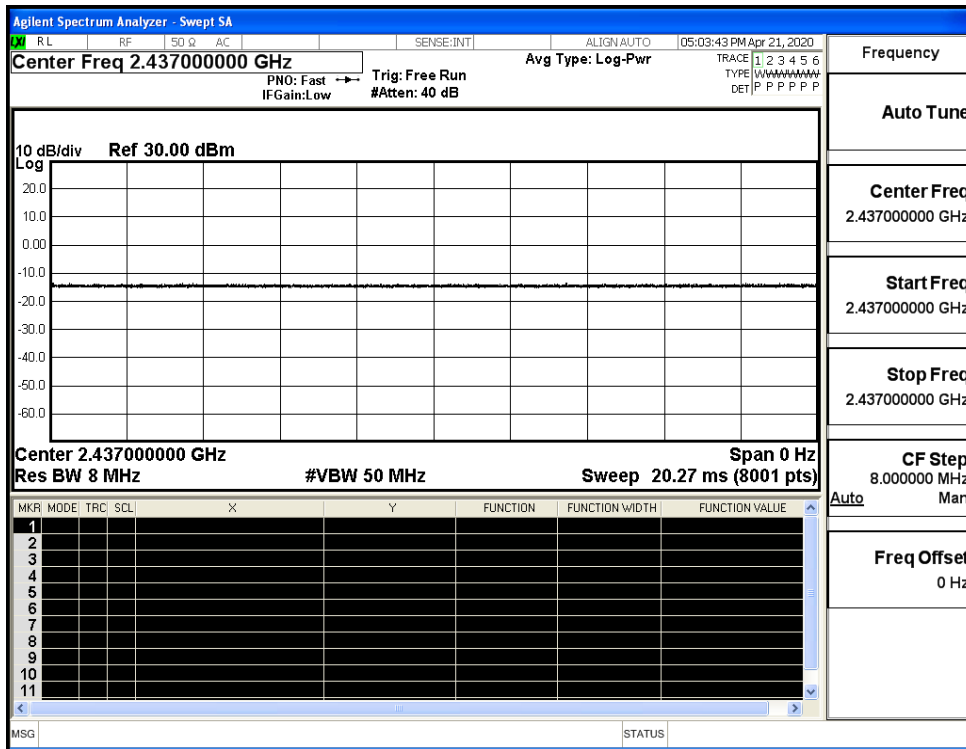 Agilent Spectrum Analyzer - Swept SA
LXI RL RF 50 Ω AC SENSE:INT ALIGN AUTO 05:03:43 PM Apr 21, 2020
Center Freq 2.437000000 GHz
PNO: Fast
IFGain:Low
Trig: Free Run
#Atten: 40 dB
Avg Type: Log-Pwr
TRACE 1 2 3 4 5 6
TYPE WWWWWW
DET P P P P P P
10 dB/div Ref 30.00 dBm
Log
20.0
10.0
0.00
-10.0
-20.0
-30.0
-40.0
-50.0
-60.0
Center 2.437000000 GHz Span 0 Hz
Res BW 8 MHz #VBW 50 MHz Sweep 20.27 ms (8001 pts)
MKR MODE TRC SCL X Y FUNCTION FUNCTION WIDTH FUNCTION VALUE
1
2
3
4
5
6
7
8
9
10
11
MSG STATUS
Frequency
Auto Tune
Center Freq
2.437000000 GHz
Start Freq
2.437000000 GHz
Stop Freq
2.437000000 GHz
CF Step
8.000000 MHz
Auto Man
Freq Offset
0 Hz